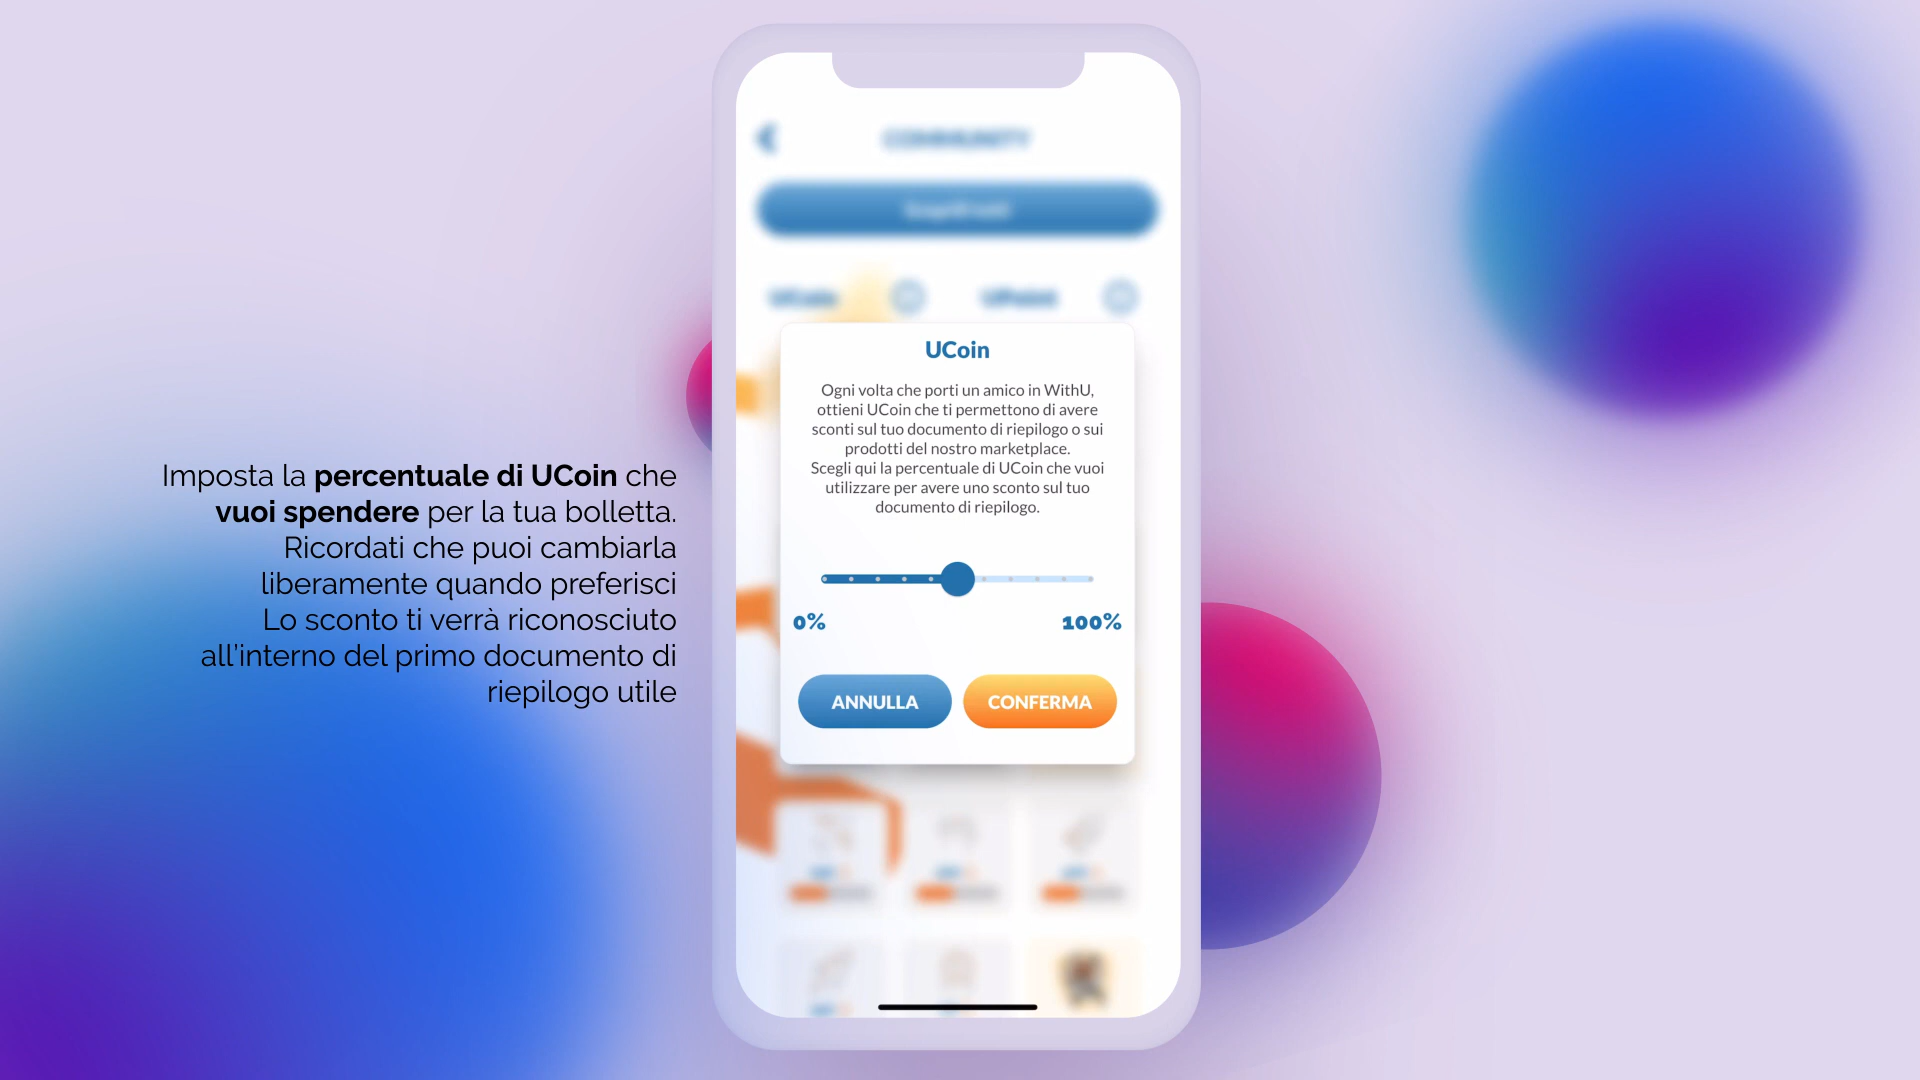 Imposta la percentuale di UCoin che
vuoi spendere per la tua bolletta.
Ricordati che puoi cambiarla
liberamente quando preferisci
Lo sconto ti verrà riconosciuto
all'interno del primo documento di
riepilogo utile
COMMUNITY
UCoin
UPoint
UCoin
Ogni volta che porti un amico in WithU,
ottieni UCoin che ti permettono di avere
sconti sul tuo documento di riepilogo o sui
prodotti del nostro marketplace.
Scegli qui la percentuale di UCoin che vuoi
utilizzare per avere uno sconto sul tuo
documento di riepilogo.
0%
100%
ANNULLA
CONFERMA